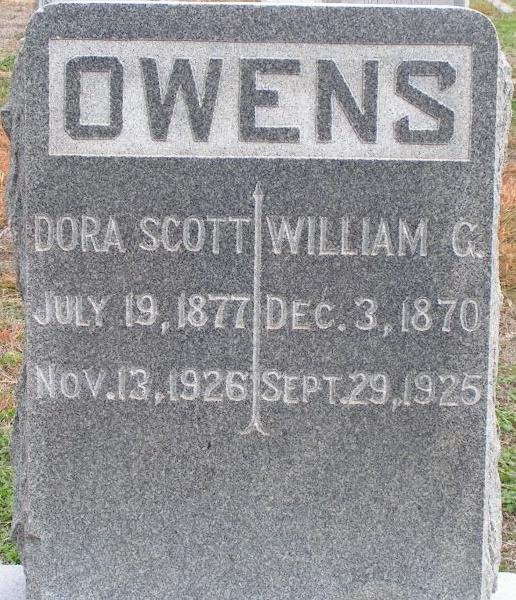 OWENS
DORA SCOTT
JULY 19, 1877
NOV. 13, 1926
WILLIAM G.
DEC. 3, 1870
SEPT. 29, 1925